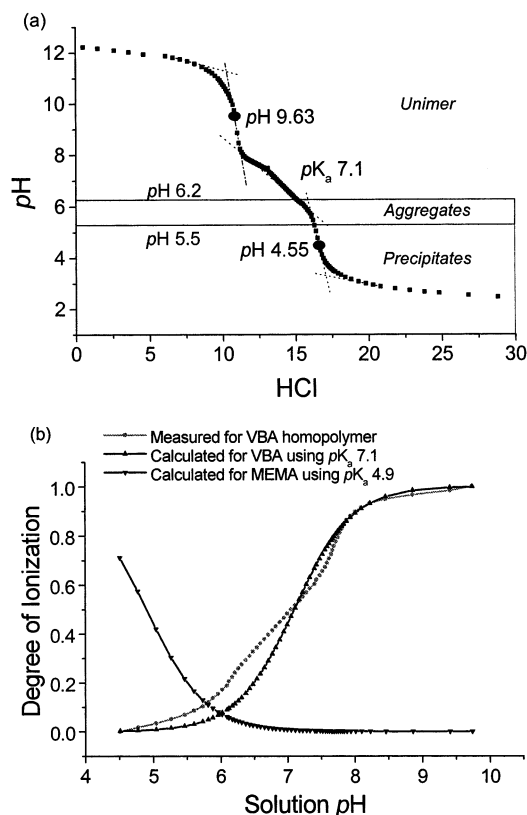 (a)
12
10
8
6
4
2
pH
Unimer
pH 9.63
pKa 7.1
pH 6.2
Aggregates
pH 5.5
pH 4.55
Precipitates
0 5 10 15 20 25 30
HCl
(b)
Measured for VBA homopolymer
Calculated for VBA using pKa 7.1
Calculated for MEMA using pKa 4.9
1.0
0.8
0.6
0.4
0.2
0.0
Degree of Ionization
4 5 6 7 8 9 10
Solution pH